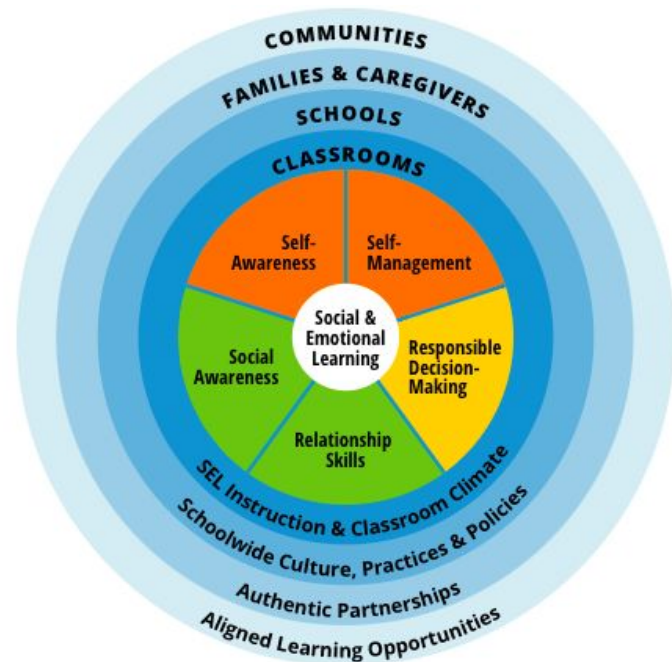 COMMUNITIES
FAMILIES & CAREGIVERS
SCHOOLS
CLASSROOMS
Self-
Awareness
Self-
Management
Social &
Emotional
Learning
Social
Awareness
Responsible
Decision-
Making
Relationship
Skills
SEL Instruction & Classroom Climate
Schoolwide Culture, Practices & Policies
Authentic Partnerships
Aligned Learning Opportunities